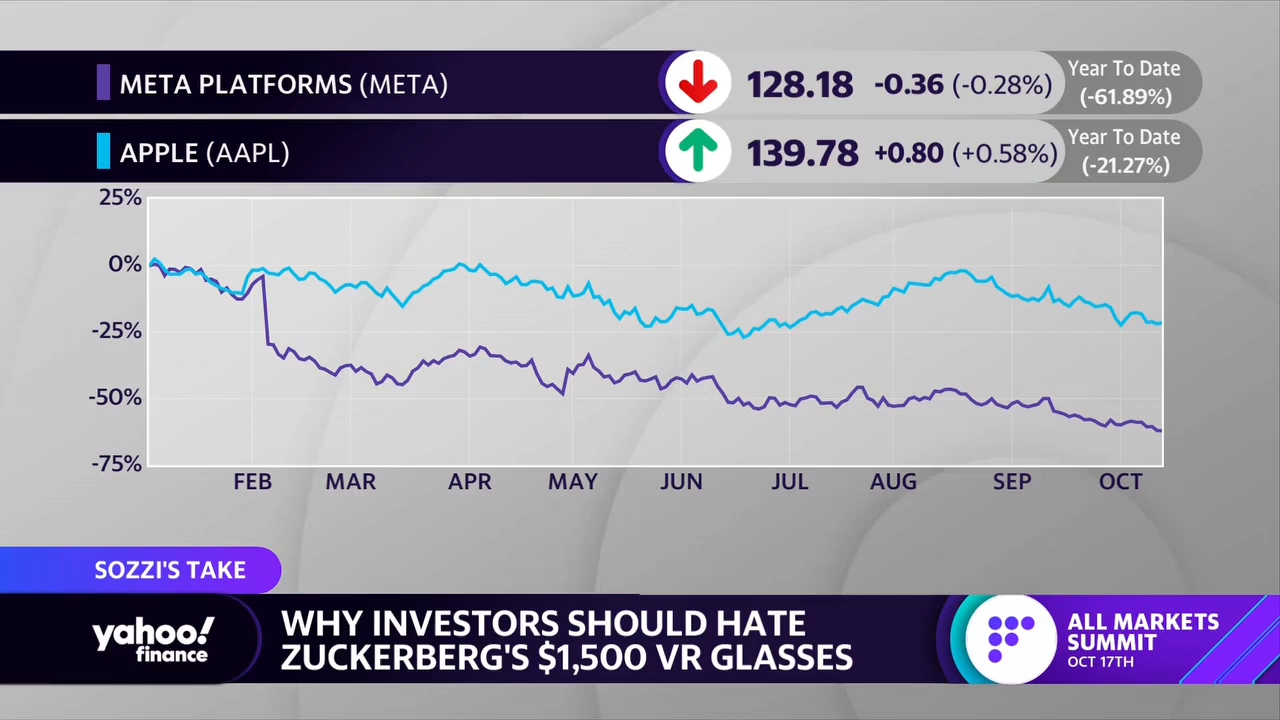 META PLATFORMS (META) 128.18 -0.36 (-0.28%) Year To Date
(-61.89%)
APPLE (AAPL) 139.78 +0.80 (+0.58%) Year To Date
(-21.27%)
25%
0%
-25%
-50%
-75%
FEB MAR APR MAY JUN JUL AUG SEP OCT
SOZZI'S TAKE
yahoo!
finance
WHY INVESTORS SHOULD HATE
ZUCKERBERG'S $1,500 VR GLASSES
ALL MARKETS
SUMMIT
OCT 17TH